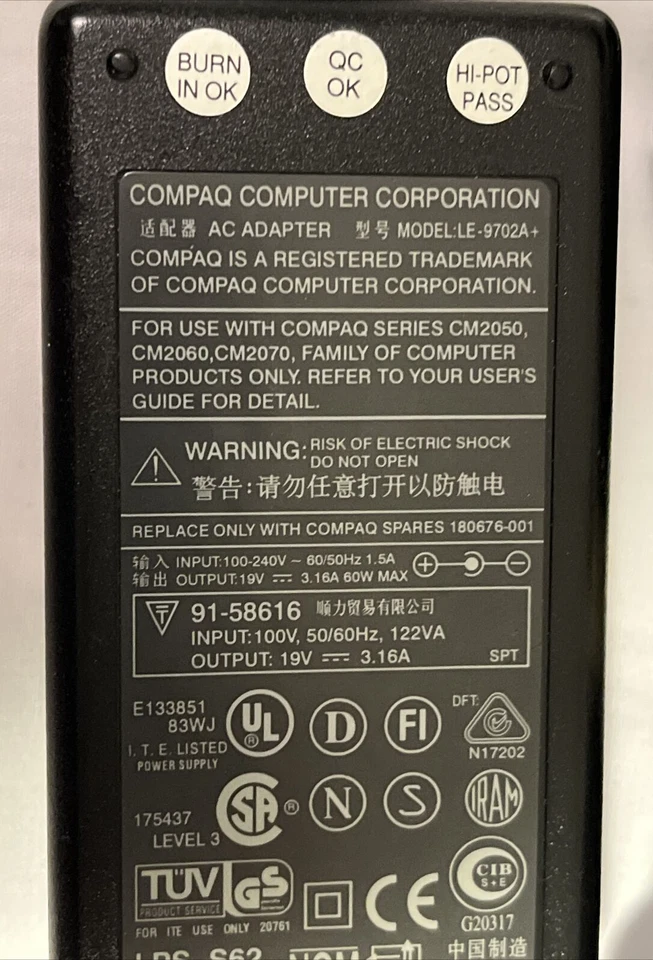 BURN
IN OK
QC
OK
HI-POT
PASS
COMPAQ COMPUTER CORPORATION
适配器 AC ADAPTER 型号 MODEL:LE-9702A+
COMPAQ IS A REGISTERED TRADEMARK
OF COMPAQ COMPUTER CORPORATION.
FOR USE WITH COMPAQ SERIES CM2050,
CM2060,CM2070, FAMILY OF COMPUTER
PRODUCTS ONLY. REFER TO YOUR USER'S
GUIDE FOR DETAIL.
WARNING: RISK OF ELECTRIC SHOCK
DO NOT OPEN
警告:请勿任意打开以防触电
REPLACE ONLY WITH COMPAQ SPARES 180676-001
输入 INPUT:100-240V ~ 60/50Hz 1.5A
输出 OUTPUT:19V ⎓ 3.16A 60W MAX
91-58616 顺力贸易有限公司
INPUT:100V, 50/60Hz, 122VA
OUTPUT: 19V ⎓ 3.16A SPT
E133851
83WJ
I.T.E. LISTED
POWER SUPPLY
UL ®
D
FI
DFT:
N17202
175437
LEVEL 3
SA ®
N
S
IRAM
TÜV
PRODUCT SERVICE
GS
FOR ITE USE ONLY 20761
CE
CIB
S+E
G20317
LPS S62 NOM
中国制造